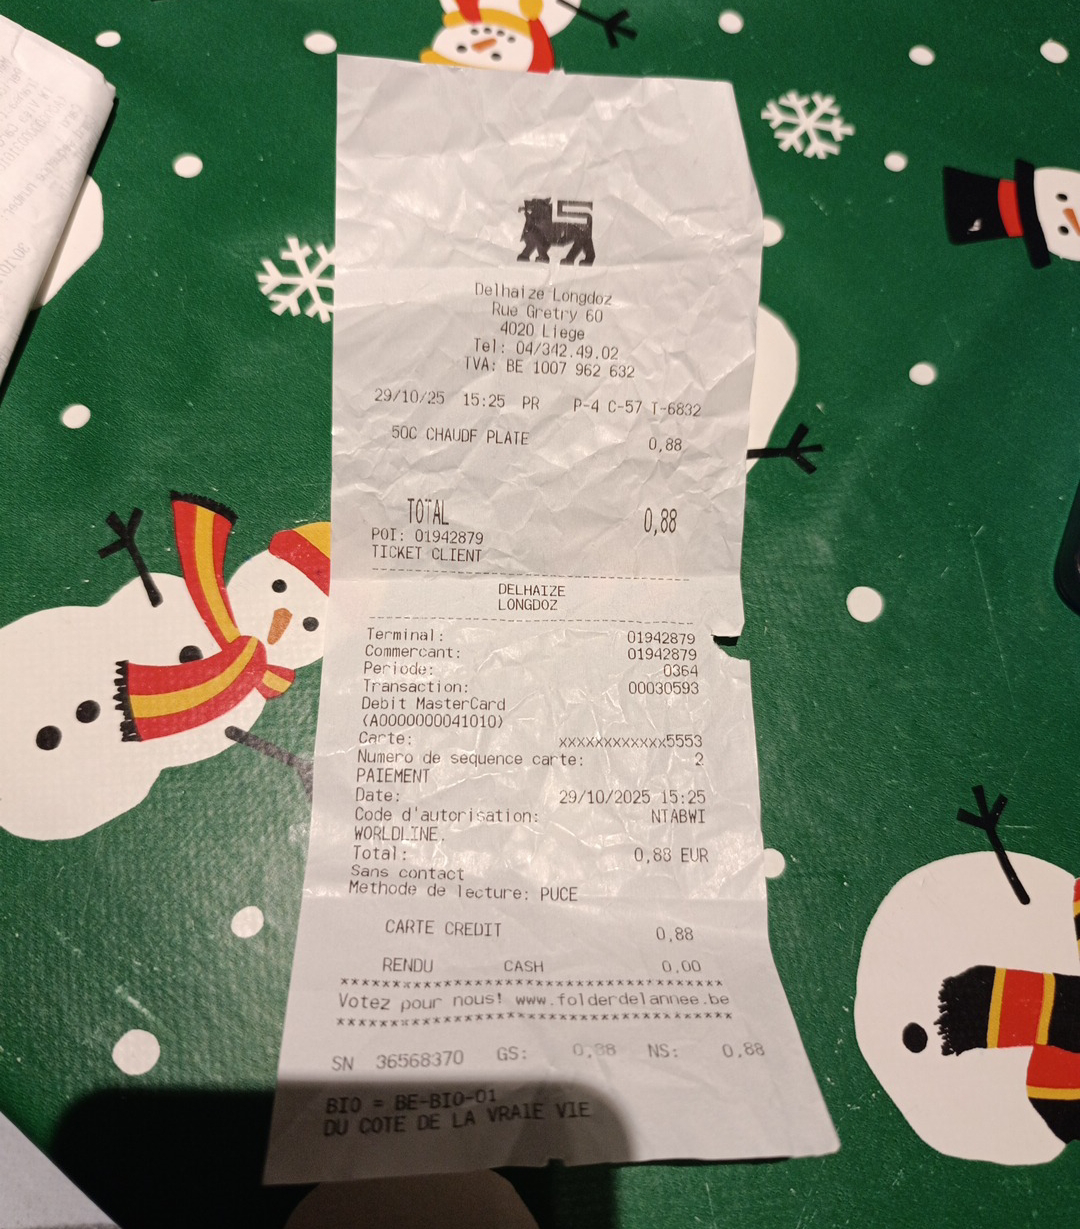 Delhaize Longdoz
Rue Gretry 60
4020 Liege
Tel: 04/342.49.02
TVA: BE 1007 962 632
29/10/25 15:25 PR P-4 C-57 T-6832
50C CHAUDF PLATE 0,88
TOTAL 0,88
POI: 01942879
TICKET CLIENT
DELHAIZE
LONGDOZ
Terminal: 01942879
Commercant: 01942879
Periode: 0364
Transaction: 00030593
Debit MasterCard
(A0000000041010)
Carte: xxxxxxxxxxxx5553
Numero de sequence carte: 2
PAIEMENT
Date: 29/10/2025 15:25
Code d'autorisation: NTABWI
WORLDLINE.
Total: 0,88 EUR
Sans contact
Methode de lecture: PUCE
CARTE CREDIT 0,88
RENDU CASH 0,00
***************************************
Votez pour nous! www.folderdelannee.be
***************************************
SN 36568370 GS: 0,88 NS: 0,88
BIO = BE-BIO-01
DU COTE DE LA VRAIE VIE